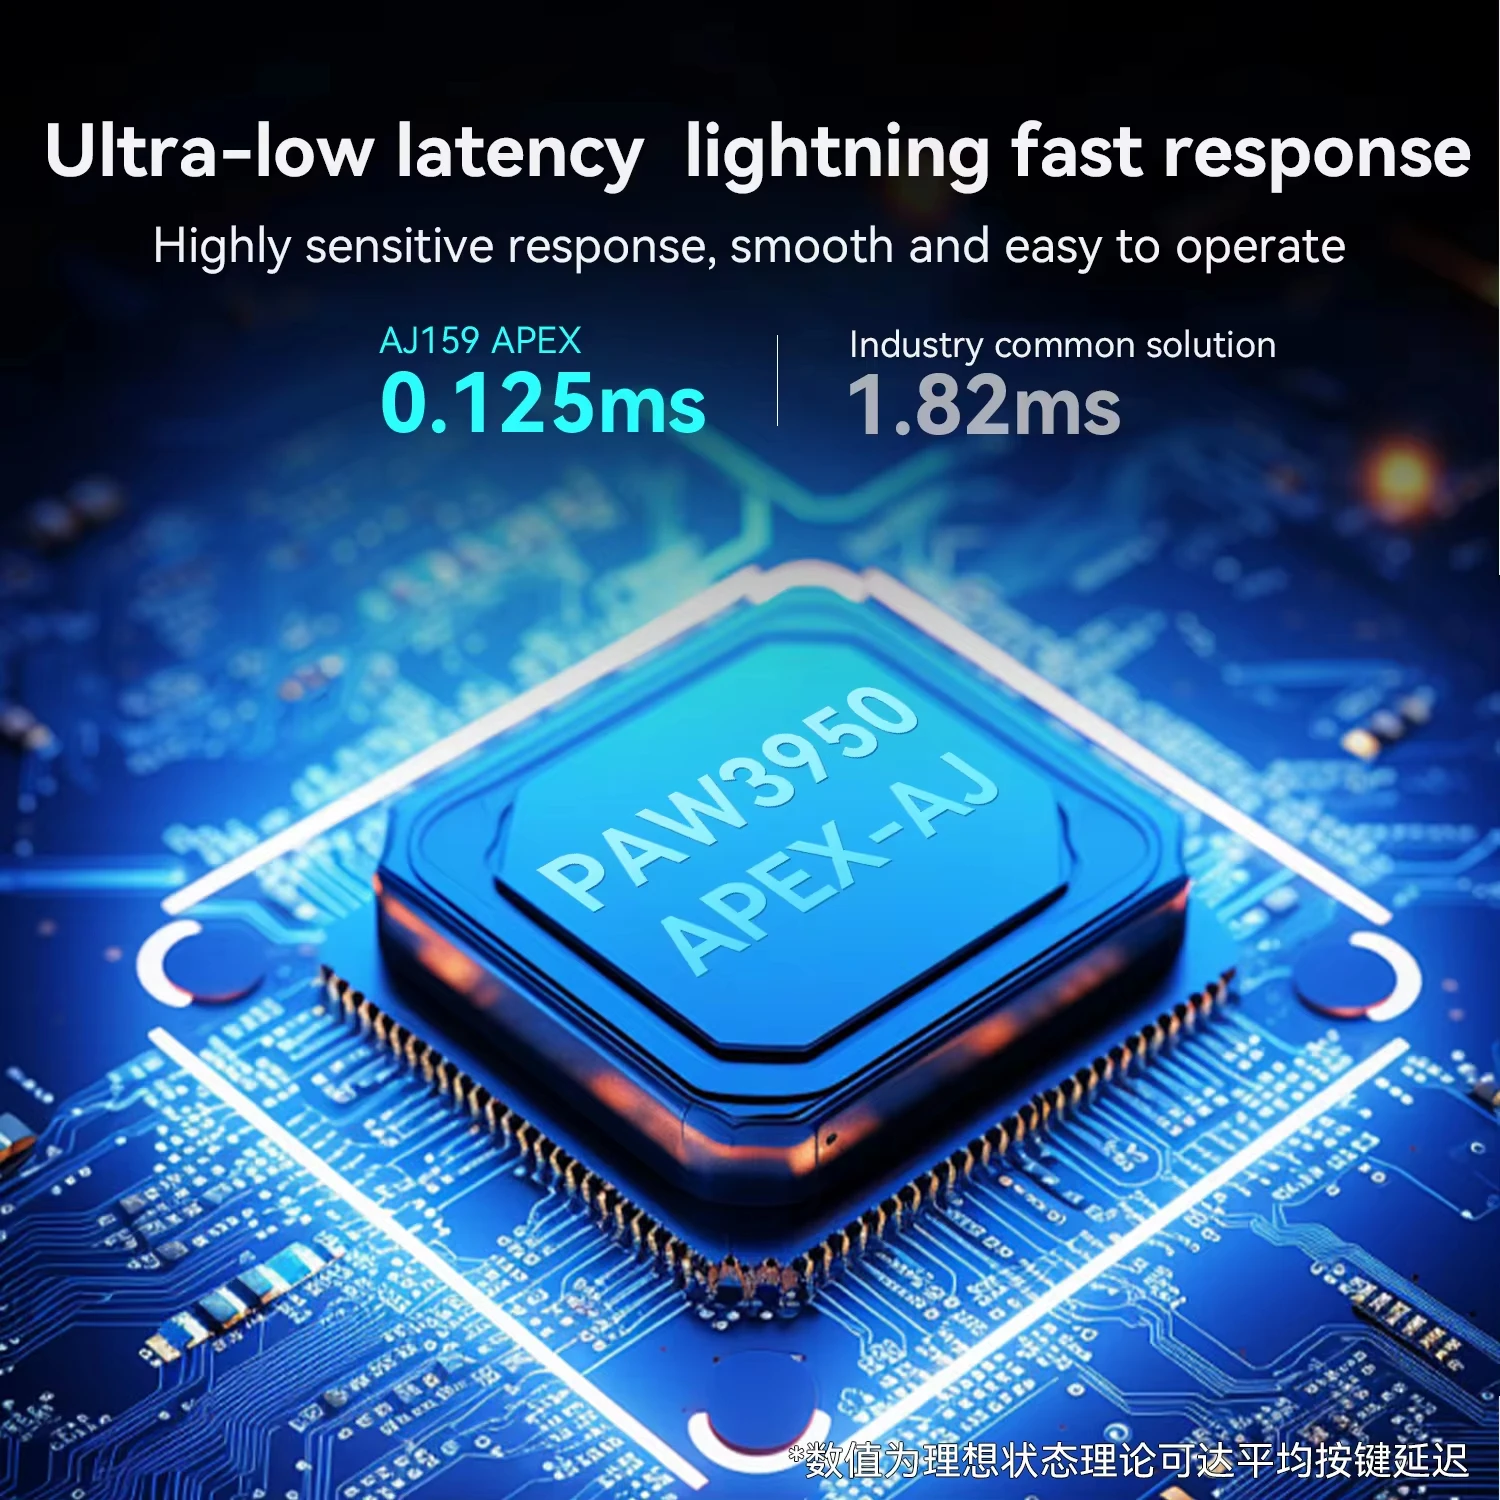 Ultra-low latency lightning fast response
Highly sensitive response, smooth and easy to operate
AJ159 APEX
0.125ms
Industry common solution
1.82ms
PAW3950
APEX-AJ
*数值为理想状态理论可达平均按键延迟